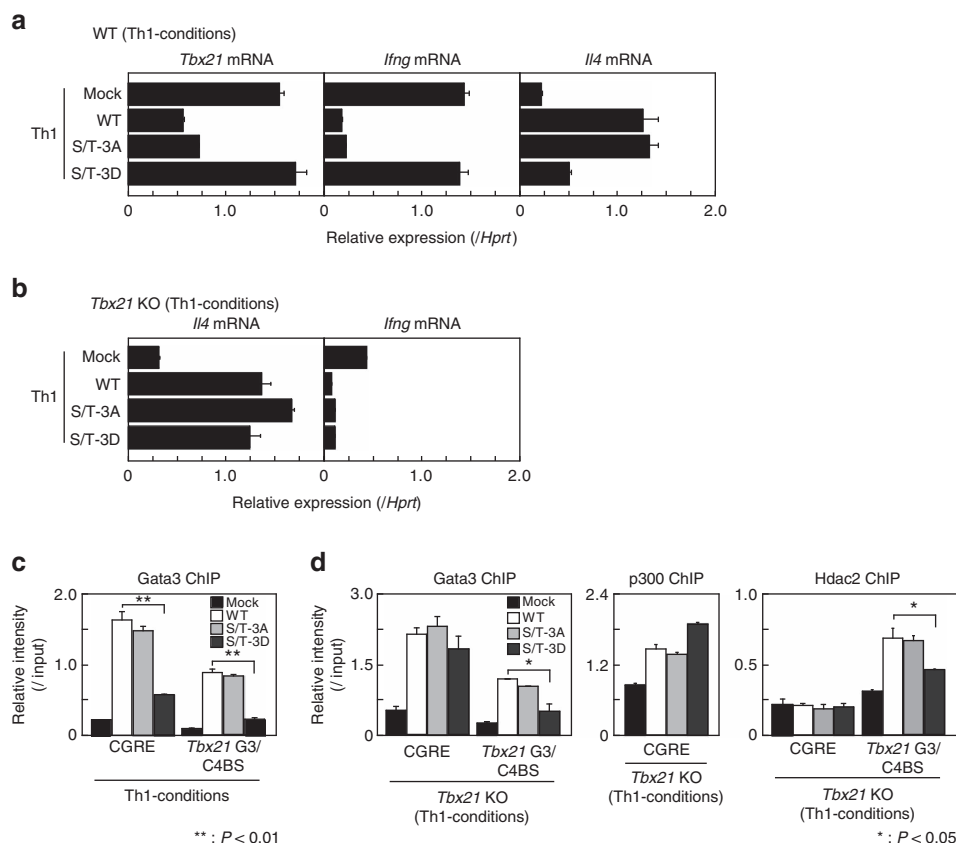 a
WT (Th1-conditions)
Tbx21 mRNA Ifng mRNA Il4 mRNA
Th1
Mock
WT
S/T-3A
S/T-3D
0 1.0 0 1.0 0 1.0 2.0
Relative expression (/Hprt)
b
Tbx21 KO (Th1-conditions)
Il4 mRNA Ifng mRNA
Th1
Mock
WT
S/T-3A
S/T-3D
0 1.0 0 1.0 2.0
Relative expression (/Hprt)
c
Gata3 ChIP
Relative intensity
(/ input)
2.0
1.0
0
**
**
Mock
WT
S/T-3A
S/T-3D
CGRE Tbx21 G3/
C4BS
Th1-conditions
** : P < 0.01
d
Gata3 ChIP
Relative intensity
(/ input)
3.0
1.5
0
Mock
WT
S/T-3A
S/T-3D
*
CGRE Tbx21 G3/
C4BS
Tbx21 KO
(Th1-conditions)
p300 ChIP
2.4
1.2
0
CGRE
Tbx21 KO
(Th1-conditions)
Hdac2 ChIP
1.0
0.5
0
*
CGRE Tbx21 G3/
C4BS
Tbx21 KO
(Th1-conditions)
* : P < 0.05